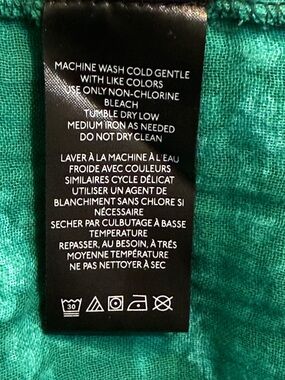 MACHINE WASH COLD GENTLE
WITH LIKE COLORS
USE ONLY NON-CHLORINE
BLEACH
TUMBLE DRY LOW
MEDIUM IRON AS NEEDED
DO NOT DRY CLEAN
LAVER À LA MACHINE À L'EAU
FROIDE AVEC COULEURS
SIMILAIRES CYCLE DÉLICAT
UTILISER UN AGENT DE
BLANCHIMENT SANS CHLORE SI
NÉCESSAIRE
SECHER PAR CULBUTAGE À BASSE
TEMPERATURE
REPASSER, AU BESOIN, À TRÉS
MOYENNE TEMPÉRATURE
NE PAS NETTOYER À SEC
30